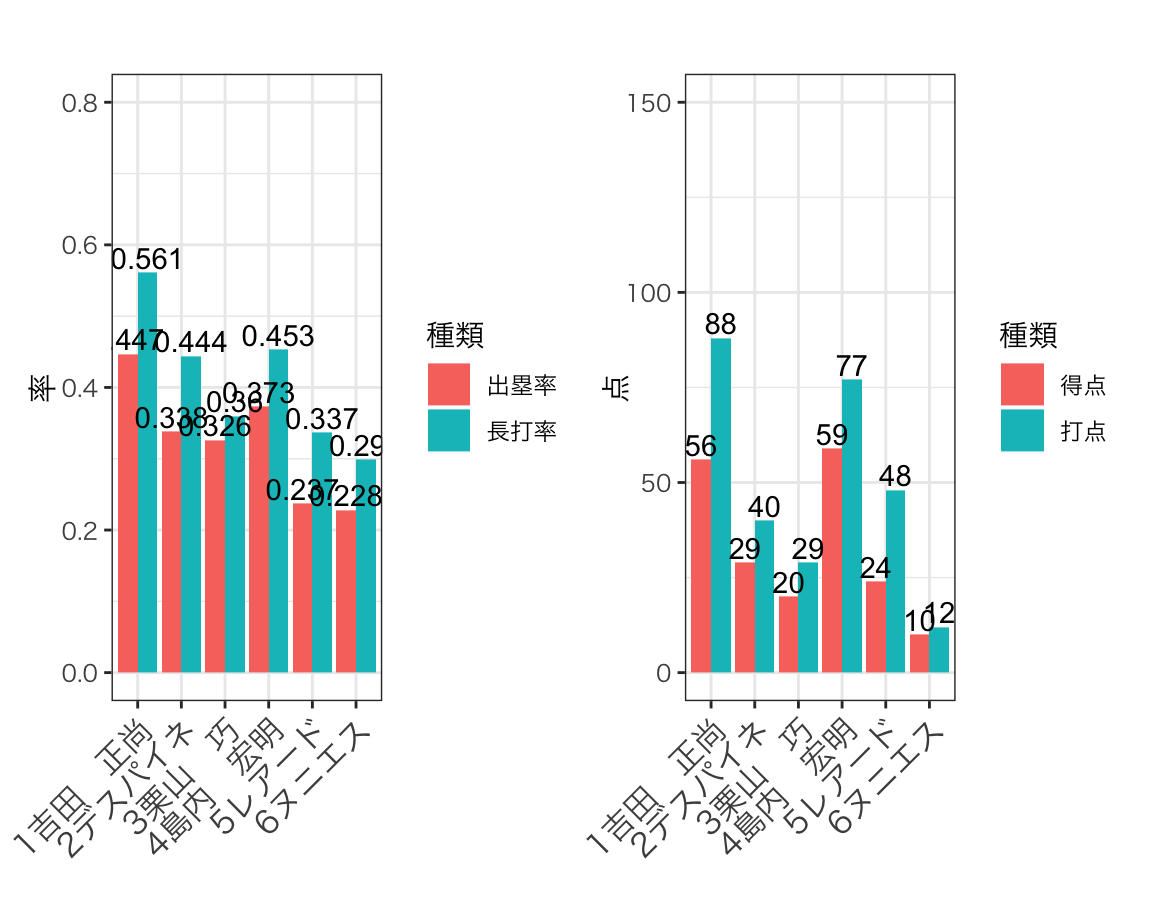 0.8
0.6
0.4
0.2
0.0
率
0.561
447
0.444
0.338
0.36
0.326
0.453
0.373
0.337
0.237
0.29
0.228
1吉田 正尚
2デスパイネ
3栗山 巧
4島内 宏明
5レアード
6ヌニエス
種類
出塁率
長打率
150
100
50
0
点
88
56
40
29
29
20
77
59
48
24
12
10
1吉田 正尚
2デスパイネ
3栗山 巧
4島内 宏明
5レアード
6ヌニエス
種類
得点
打点